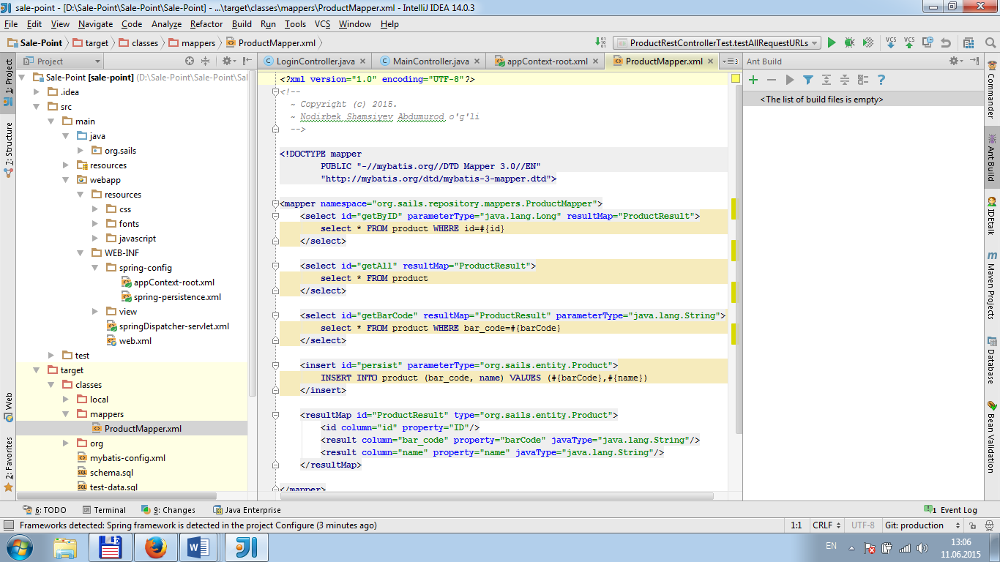 sale-point - [D:\Sale-Point\Sale-Point\Sale-Point] - ...\target\classes\mappers\ProductMapper.xml - IntelliJ IDEA 14.0.3
File Edit View Navigate Code Analyze Refactor Build Run Tools VCS Window Help
Sale-Point target classes mappers ProductMapper.xml ProductRestControllerTest.testAllRequestURLs VCS VCS
Project
LoginController.java MainController.java appContext-root.xml ProductMapper.xml
Ant Build
1: Project
7: Structure
Web
2: Favorites
Sale-Point [sale-point] (D:\Sale-Point\Sale-Point\Sal
.idea
src
main
java
org.sails
resources
webapp
resources
css
fonts
javascript
WEB-INF
spring-config
appContext-root.xml
spring-persistence.xml
view
springDispatcher-servlet.xml
web.xml
test
target
classes
local
mappers
ProductMapper.xml
org
mybatis-config.xml
schema.sql
test-data.sql
<?xml version="1.0" encoding="UTF-8"?>
<!--
~ Copyright (c) 2015.
~ Nodirbek Shamsiyev Abdumurod o'g'li
-->
<!DOCTYPE mapper
PUBLIC "-//mybatis.org//DTD Mapper 3.0//EN"
"http://mybatis.org/dtd/mybatis-3-mapper.dtd">
<mapper namespace="org.sails.repository.mappers.ProductMapper">
<select id="getByID" parameterType="java.lang.Long" resultMap="ProductResult">
select * FROM product WHERE id=#{id}
</select>
<select id="getAll" resultMap="ProductResult">
select * FROM product
</select>
<select id="getBarCode" resultMap="ProductResult" parameterType="java.lang.String">
select * FROM product WHERE bar_code=#{barCode}
</select>
<insert id="persist" parameterType="org.sails.entity.Product">
INSERT INTO product (bar_code, name) VALUES (#{barCode},#{name})
</insert>
<resultMap id="ProductResult" type="org.sails.entity.Product">
<id column="id" property="ID"/>
<result column="bar_code" property="barCode" javaType="java.lang.String"/>
<result column="name" property="name" javaType="java.lang.String"/>
</resultMap>
</mapper>
<The list of build files is empty>
Commander
Ant Build
IDEtalk
Maven Projects
Database
Bean Validation
6: TODO Terminal 9: Changes Java Enterprise 1 Event Log
Frameworks detected: Spring framework is detected in the project Configure (3 minutes ago) 1:1 CRLF UTF-8 Git: production
EN 13:06
11.06.2015